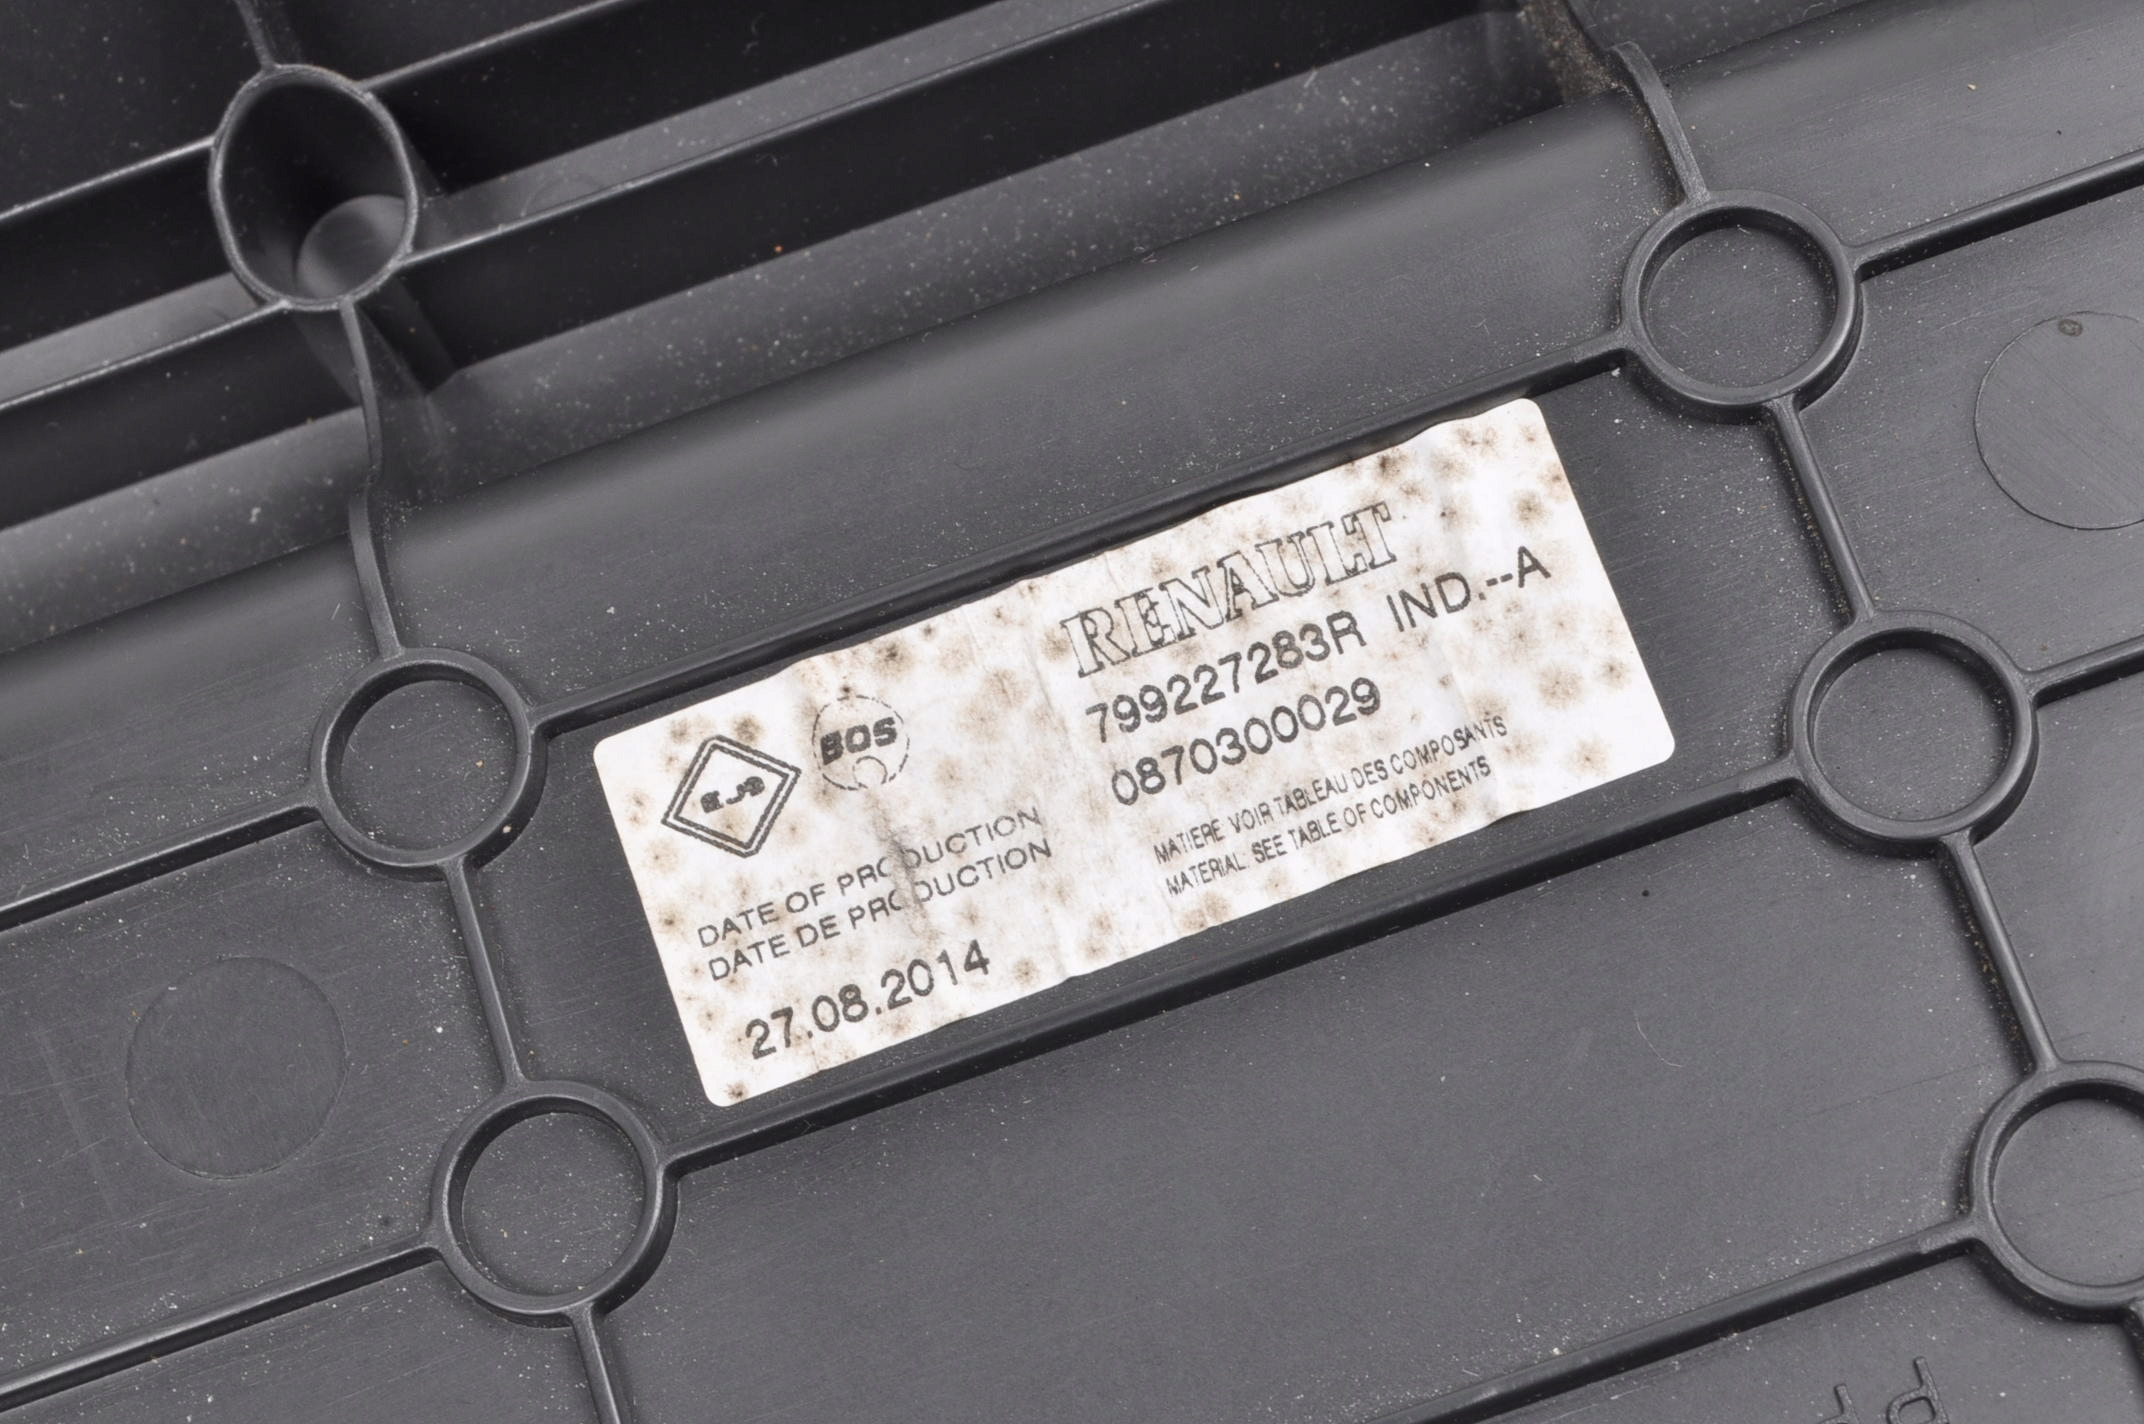 BOS
DATE OF PRODUCTION
DATE DE PRODUCTION
27.08.2014
RENAULT
799227283R IND.--A
0870300029
MATIERE VOIR TABLEAU DES COMPOSANTS
MATERIAL: SEE TABLE OF COMPONENTS